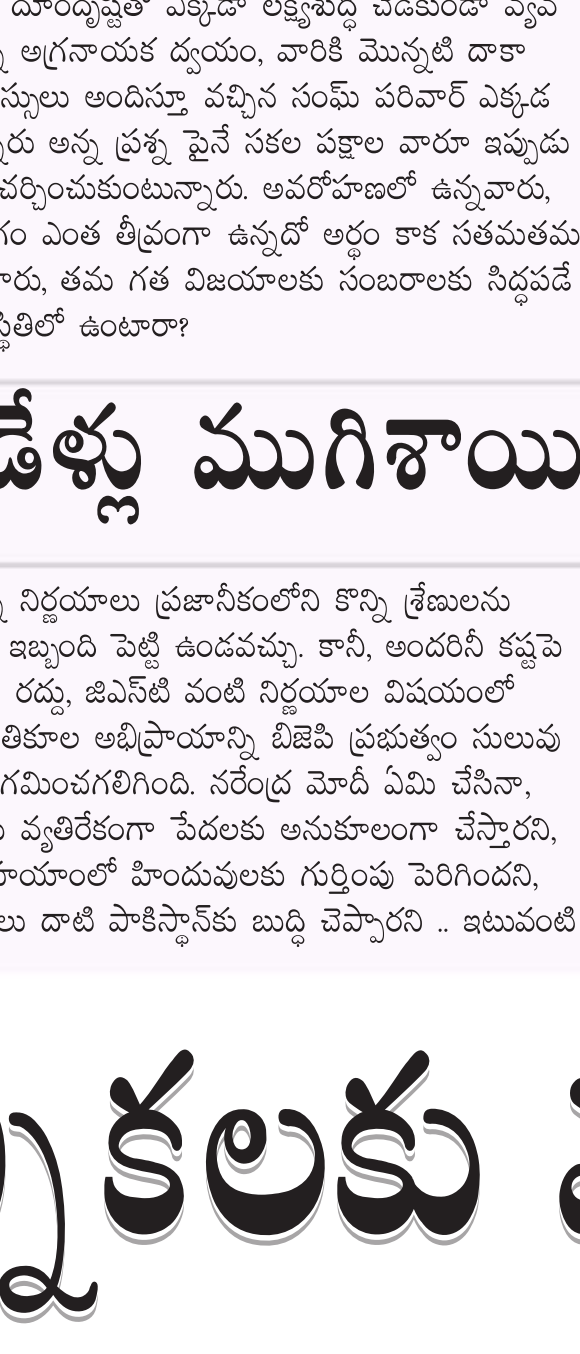 దూరదృష్టితో ఎక్కడా లక్ష్యశుద్ధి చెడకుండా
అగ్రనాయక ద్వయం, వారికి మొన్నటి దాకా
అందిస్తూ వచ్చిన సంఘ్ పరివార్ ఎక్కడ
అన్న ప్రశ్న పైనే సకల పక్షాల వారూ ఇప్పుడు
చర్చించుకుంటున్నారు. అవరోహణలో ఉన్నవారు,
ఎంత తీవ్రంగా ఉన్నదో అర్థం కాక సతమతమ
తమ గత విజయాలకు సంబరాలకు సిద్ధపడే
స్థితిలో ఉంటారా?
డేళ్లు ముగిశాయి
నిర్ణయాలు ప్రజానీకంలోని కొన్ని శ్రేణులను
ఇబ్బంది పెట్టి ఉండవచ్చు. కానీ, అందరినీ కష్టపె
రద్దు, జిఎస్‌టి వంటి నిర్ణయాల విషయంలో
తికూల అభిప్రాయాన్ని బిజెపి ప్రభుత్వం సులువు
గమించగలిగింది. నరేంద్ర మోదీ ఏమి చేసినా,
వ్యతిరేకంగా పేదలకు అనుకూలంగా చేస్తారని,
హయాంలో హిందువులకు గుర్తింపు పెరిగిందని,
లు దాటి పాకిస్థాన్‌కు బుద్ధి చెప్పారని .. ఇటువంటి
న్నికలకు